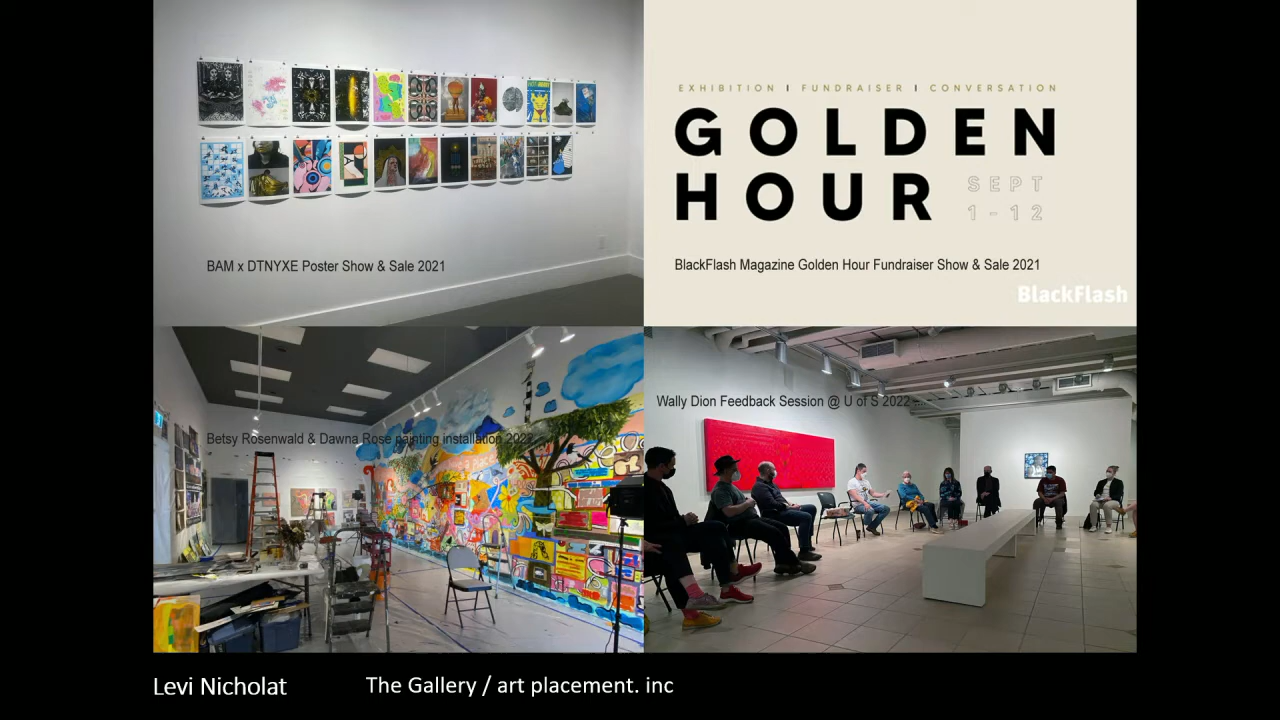 EXHIBITION I FUNDRAISER I CONVERSATION
GOLDEN
HOUR
SEPT
1-12
BAM x DTNYXE Poster Show & Sale 2021
BlackFlash Magazine Golden Hour Fundraiser Show & Sale 2021
BlackFlash
Betsy Rosenwald & Dawna Rose painting installation 2022
Wally Dion Feedback Session @ U of S 2022
Levi Nicholat
The Gallery / art placement. inc